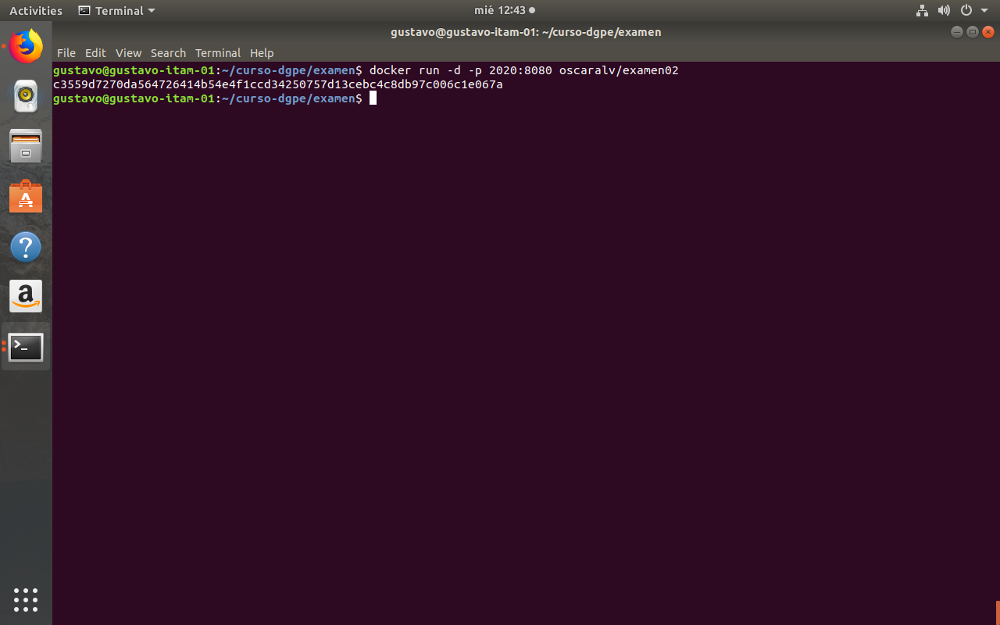 Activities Terminal mié 12:43
gustavo@gustavo-itam-01: ~/curso-dgpe/examen
File Edit View Search Terminal Help
gustavo@gustavo-itam-01:~/curso-dgpe/examen$ docker run -d -p 2020:8080 oscaralv/examen02
c3559d7270da564726414b54e4f1ccd34250757d13cebc4c8db97c006c1e067a
gustavo@gustavo-itam-01:~/curso-dgpe/examen$